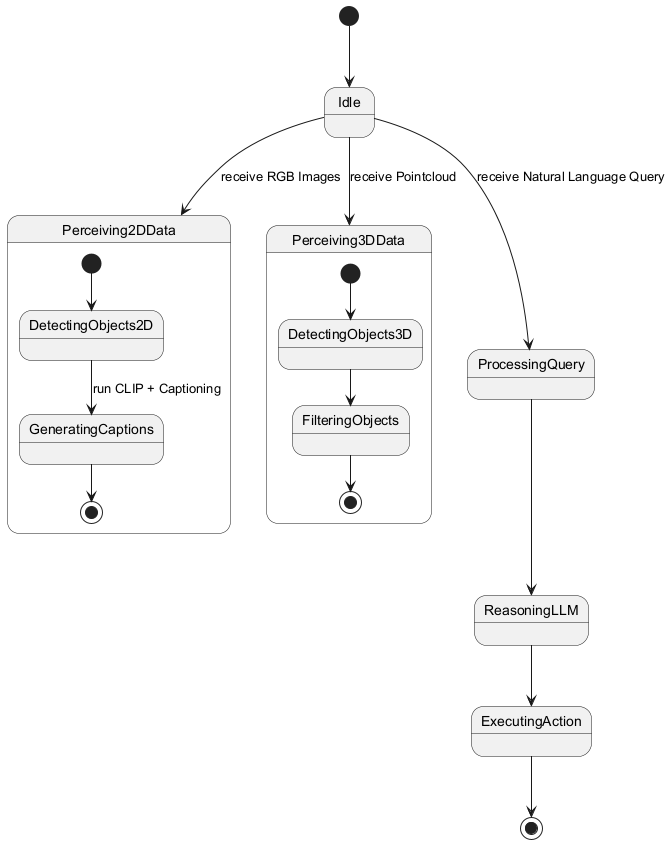 Idle
receive RGB Images
receive Pointcloud
receive Natural Language Query
Perceiving2DData
DetectingObjects2D
run CLIP + Captioning
GeneratingCaptions
Perceiving3DData
DetectingObjects3D
FilteringObjects
ProcessingQuery
ReasoningLLM
ExecutingAction